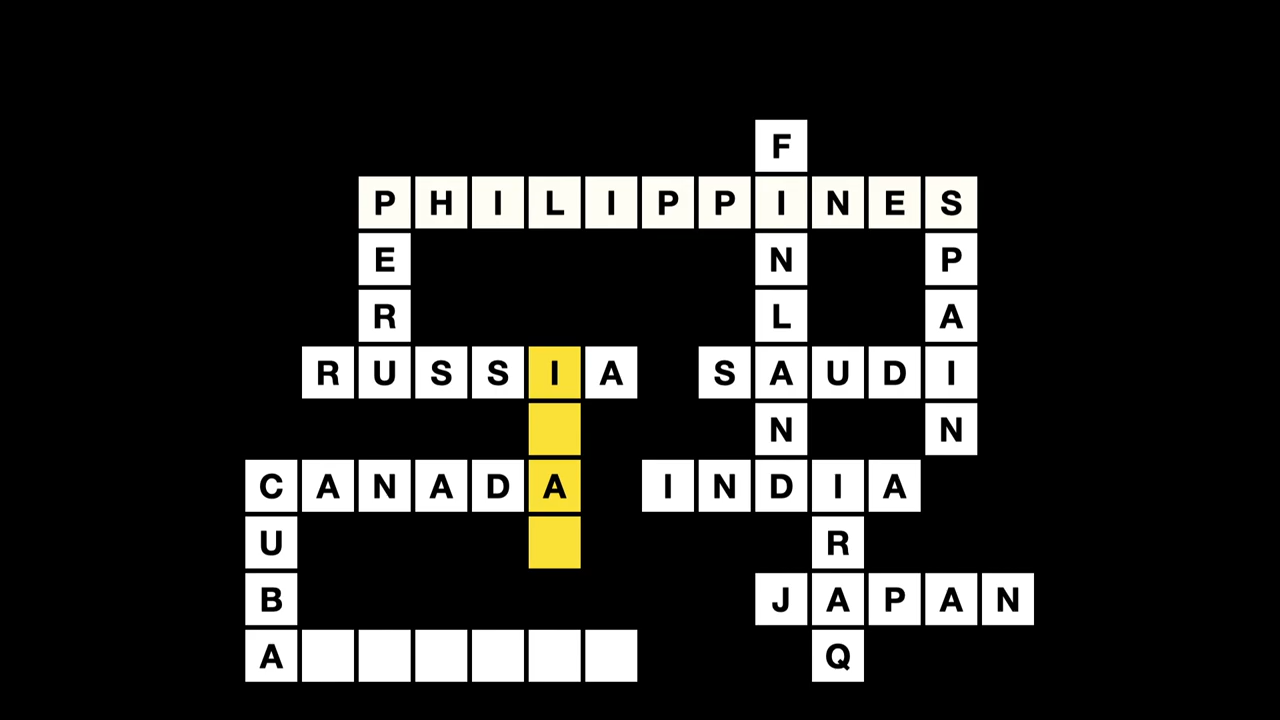 F
PHILIPPINES
E N P
R L A
RUSSIA SAUDI
N N
CANADA INDIA
U R
B JAPAN
A Q